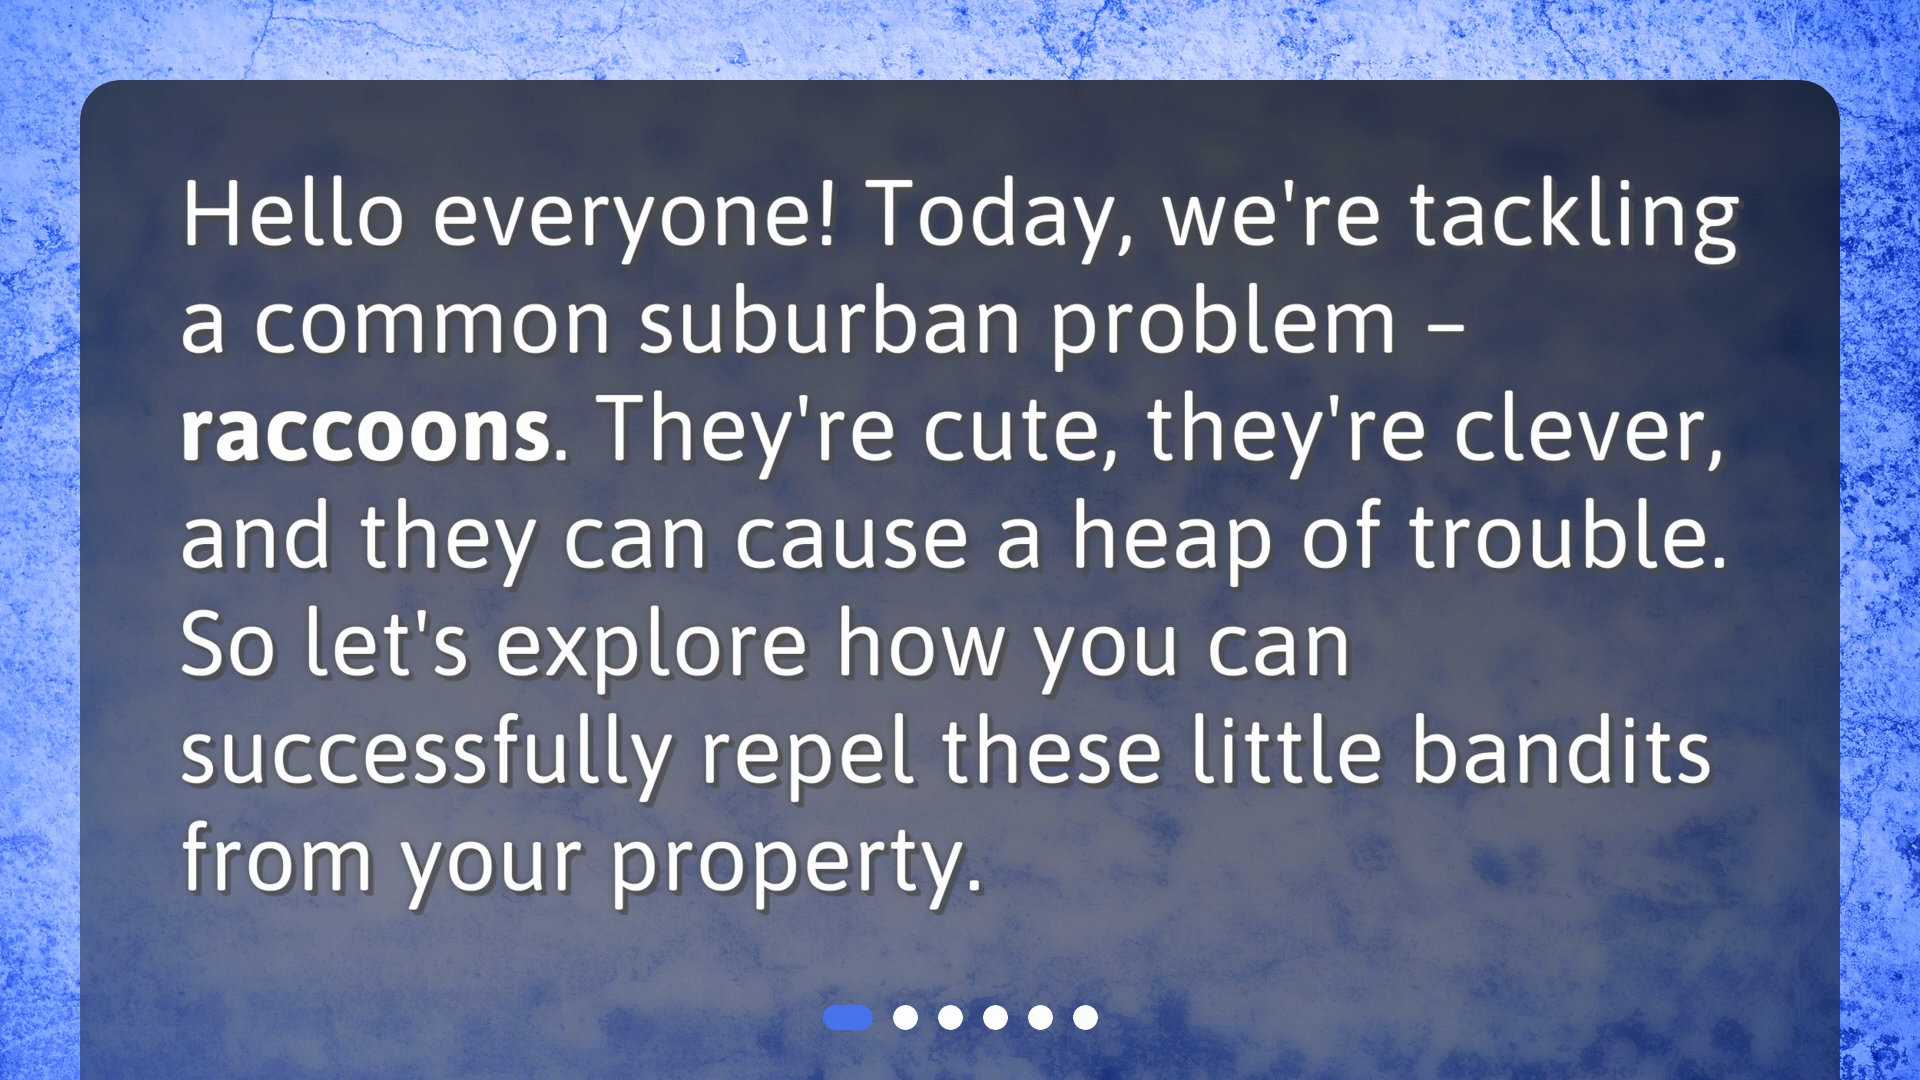 Hello everyone! Today, we're tackling
a common suburban problem –
raccoons. They're cute, they're clever,
and they can cause a heap of trouble.
So let's explore how you can
successfully repel these little bandits
from your property.